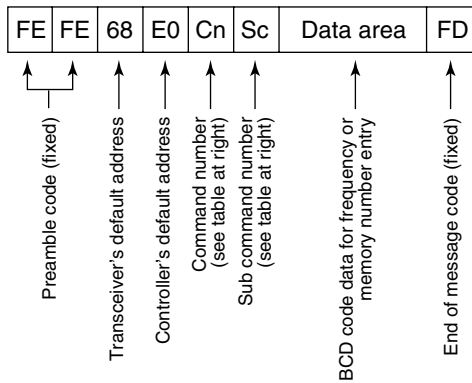 FE FE 68 E0 Cn Sc Data area FD
Preamble code (fixed)
Transceiver's default address
Controller's default address
Command number
(see table at right)
Sub command number
(see table at right)
BCD code data for frequency or
memory number entry
End of message code (fixed)